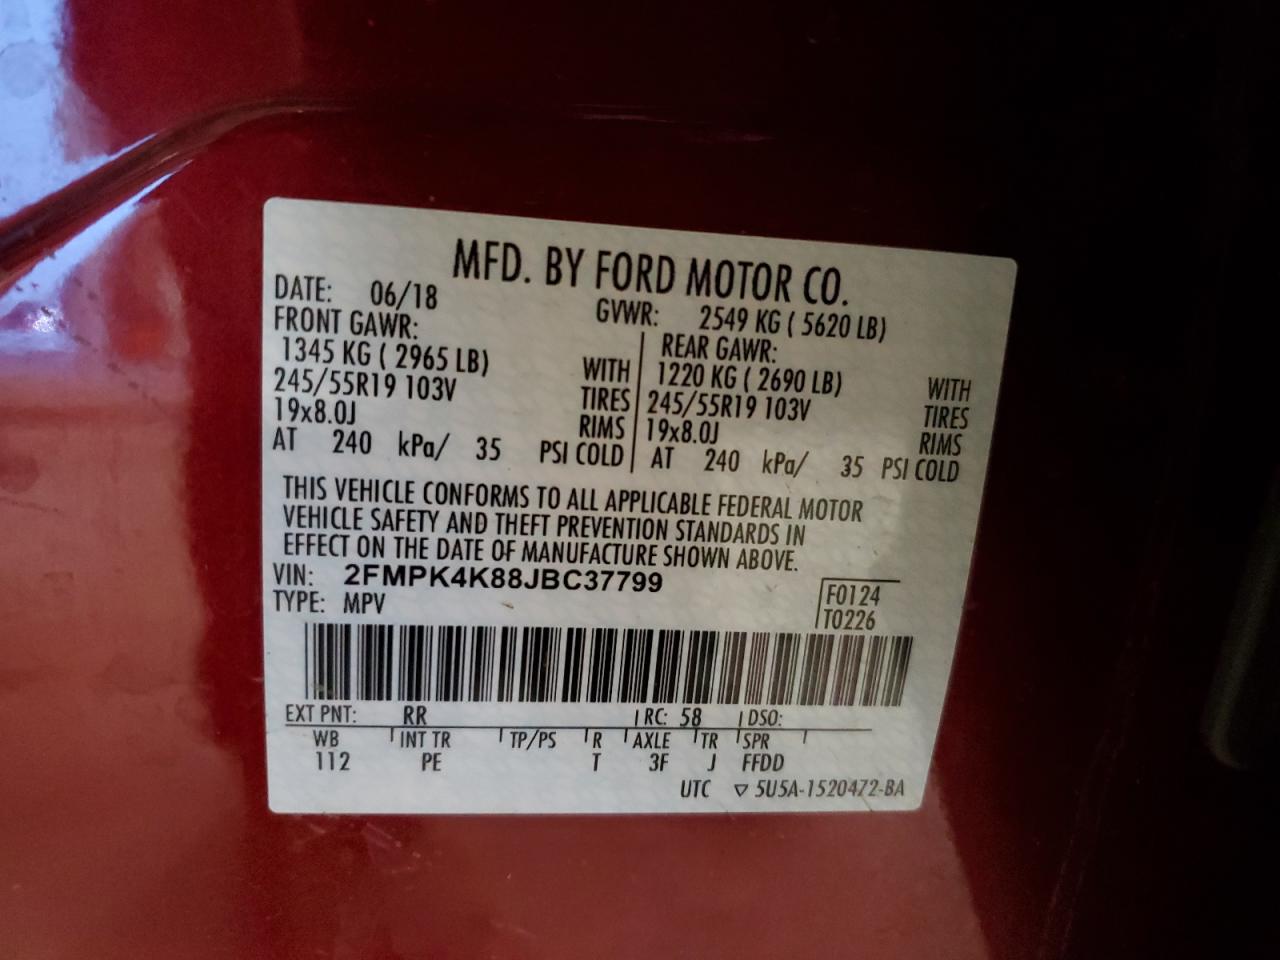 MFD. BY FORD MOTOR CO.
DATE: 06/18 GVWR: 2549 KG ( 5620 LB)
FRONT GAWR:
1345 KG ( 2965 LB) WITH
245/55R19 103V TIRES
19x8.0J RIMS
AT 240 kPa/ 35 PSI COLD
REAR GAWR:
1220 KG ( 2690 LB) WITH
245/55R19 103V TIRES
19x8.0J RIMS
AT 240 kPa/ 35 PSI COLD
THIS VEHICLE CONFORMS TO ALL APPLICABLE FEDERAL MOTOR
VEHICLE SAFETY AND THEFT PREVENTION STANDARDS IN
EFFECT ON THE DATE OF MANUFACTURE SHOWN ABOVE.
VIN: 2FMPK4K88JBC37799
TYPE: MPV
F0124
T0226
EXT PNT: RR RC: 58 DSO:
WB INT TR TP/PS R AXLE TR SPR
112 PE T 3F J FFDD
UTC ▽ 5U5A-1520472-BA